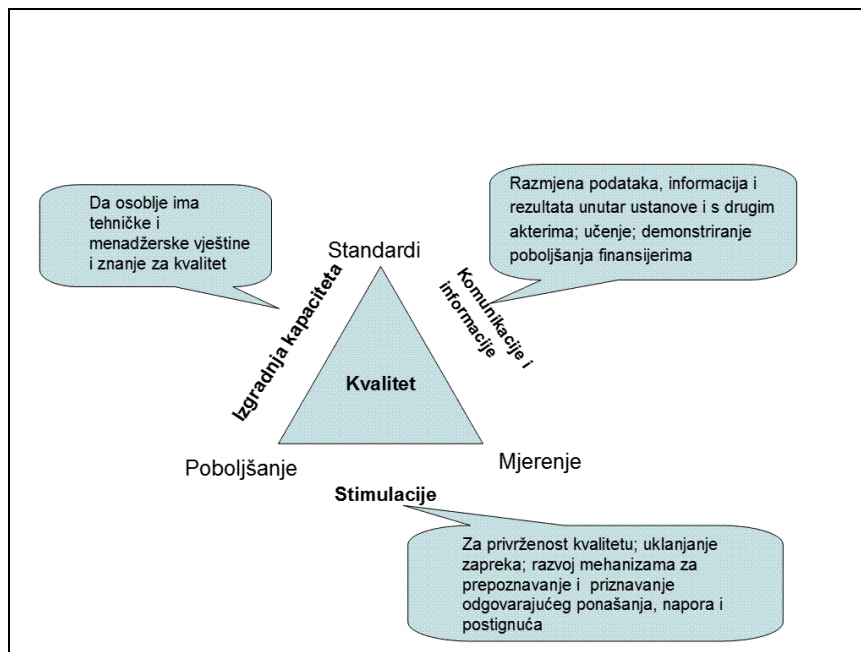 Da osoblje ima
tehničke i
menadžerske vještine
i znanje za kvalitet
Razmjena podataka, informacija i
rezultata unutar ustanove i s drugim
akterima; učenje; demonstriranje
poboljšanja finansijerima
Standardi
Izgradnja kapaciteta
Komunikacije i
informacije
Kvalitet
Poboljšanje
Mjerenje
Stimulacije
Za privrženost kvalitetu; uklanjanje
zapreka; razvoj mehanizama za
prepoznavanje i priznavanje
odgovarajućeg ponašanja, napora i
postignuća